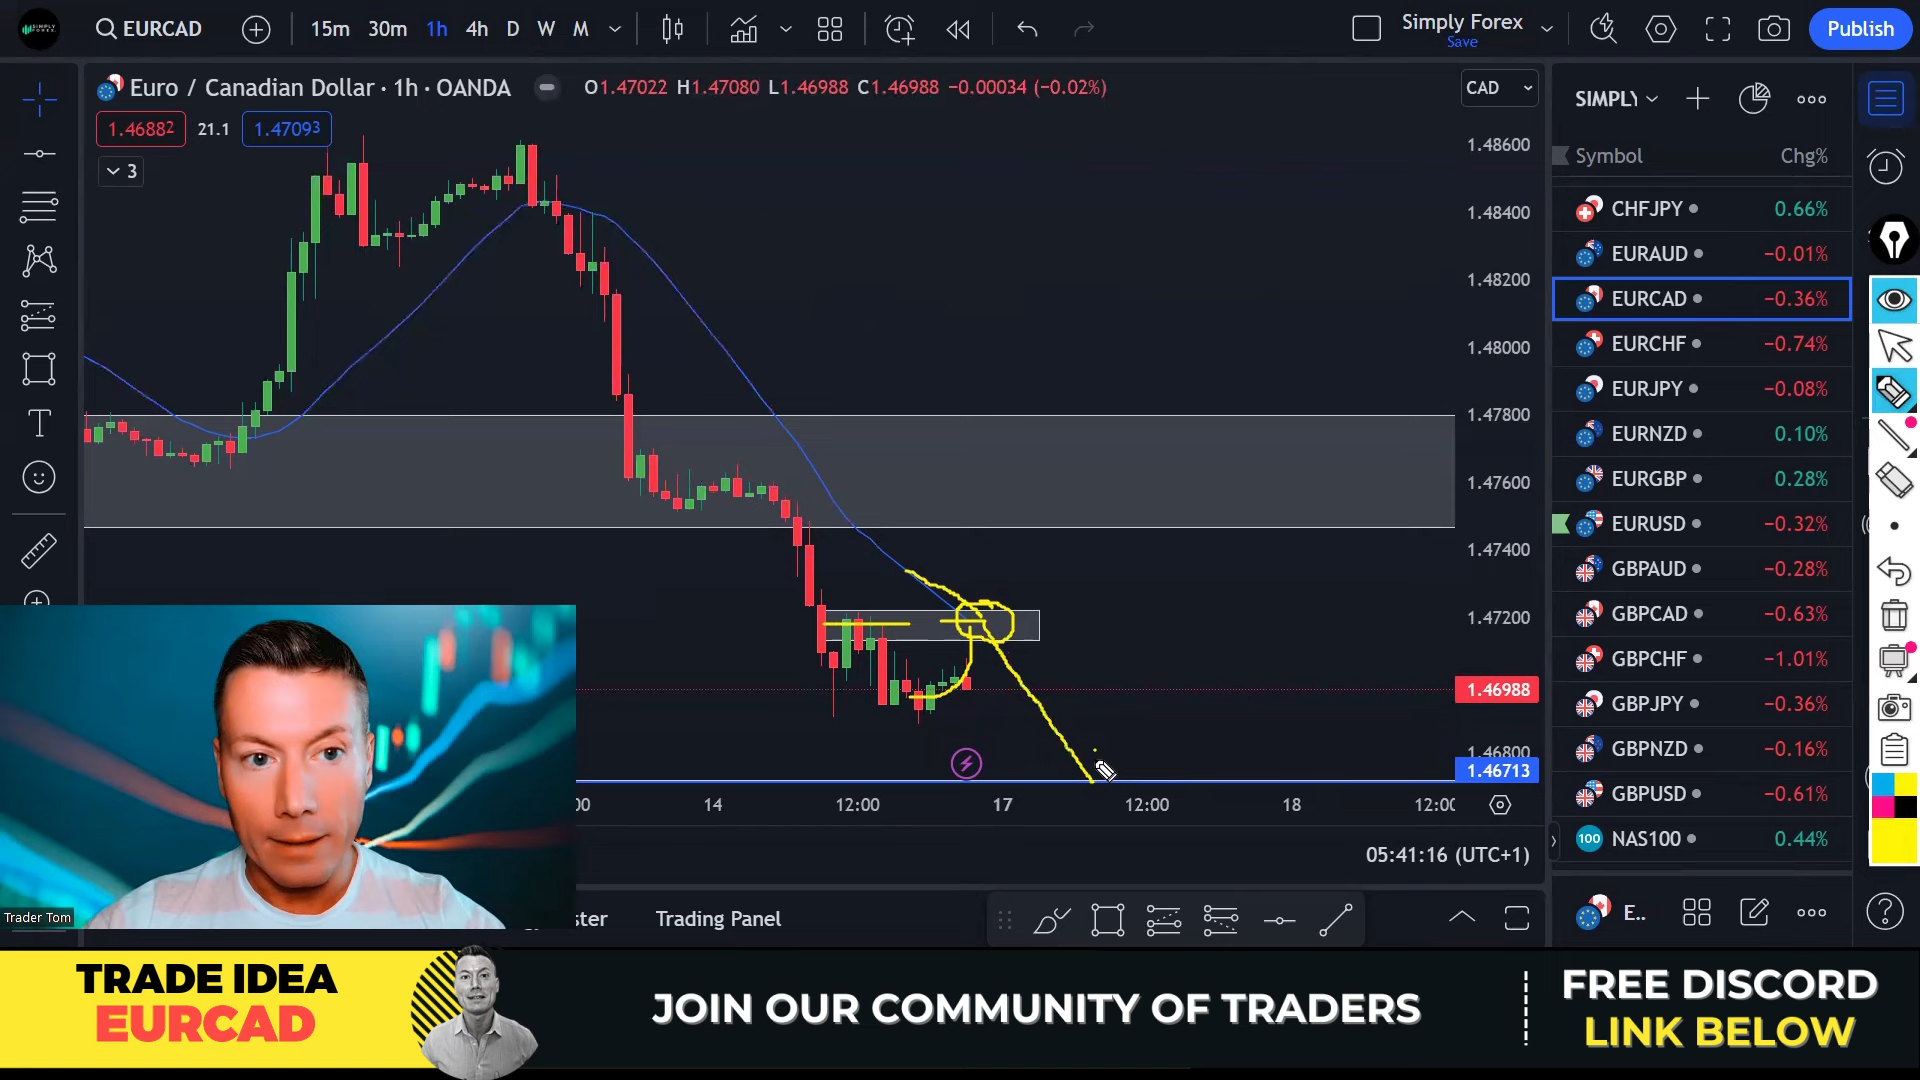 SIMPLY FOREX.
EURCAD
15m 30m 1h 4h D W M
Simply Forex
Save
Publish
Euro / Canadian Dollar · 1h · OANDA
O1.47022 H1.47080 L1.46988 C1.46988 −0.00034 (−0.02%)
CAD
1.46882 21.1 1.47093
3
1.48600
1.48400
1.48200
1.48000
1.47800
1.47600
1.47400
1.47200
1.46988
1.46800
1.46713
14 12:00 17 12:00 18
05:41:16 (UTC+1)
Trading Panel
SIMPLY
Symbol Chg%
CHFJPY 0.66%
EURAUD −0.01%
EURCAD −0.36%
EURCHF −0.74%
EURJPY −0.08%
EURNZD 0.10%
EURGBP 0.28%
EURUSD −0.32%
GBPAUD −0.28%
GBPCAD −0.63%
GBPCHF −1.01%
GBPJPY −0.36%
GBPNZD −0.16%
GBPUSD −0.61%
100 NAS100 0.44%
E..
Trader Tom
TRADE IDEA
EURCAD
JOIN OUR COMMUNITY OF TRADERS
FREE DISCORD
LINK BELOW